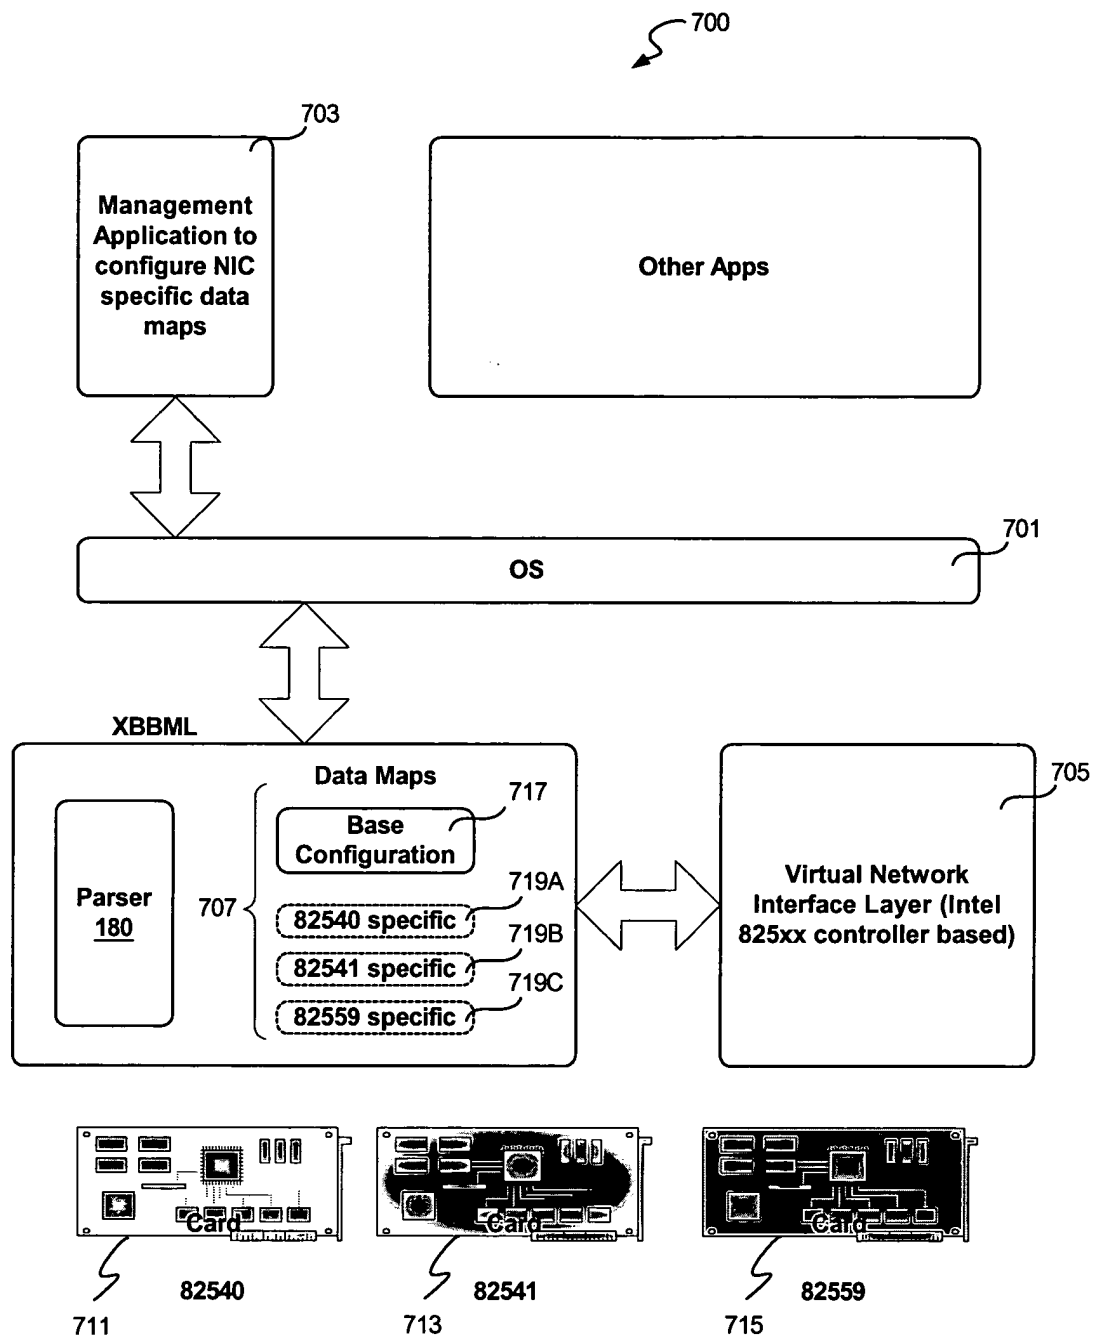 700
703
Management
Application to
configure NIC
specific data
maps
Other Apps
701
OS
XBBML
Data Maps
717
705
Base
Configuration
Parser
180
707
719A
82540 specific
719B
82541 specific
719C
82559 specific
Virtual Network
Interface Layer (Intel
825xx controller based)
Card
Card
Card
82540
82541
82559
711
713
715